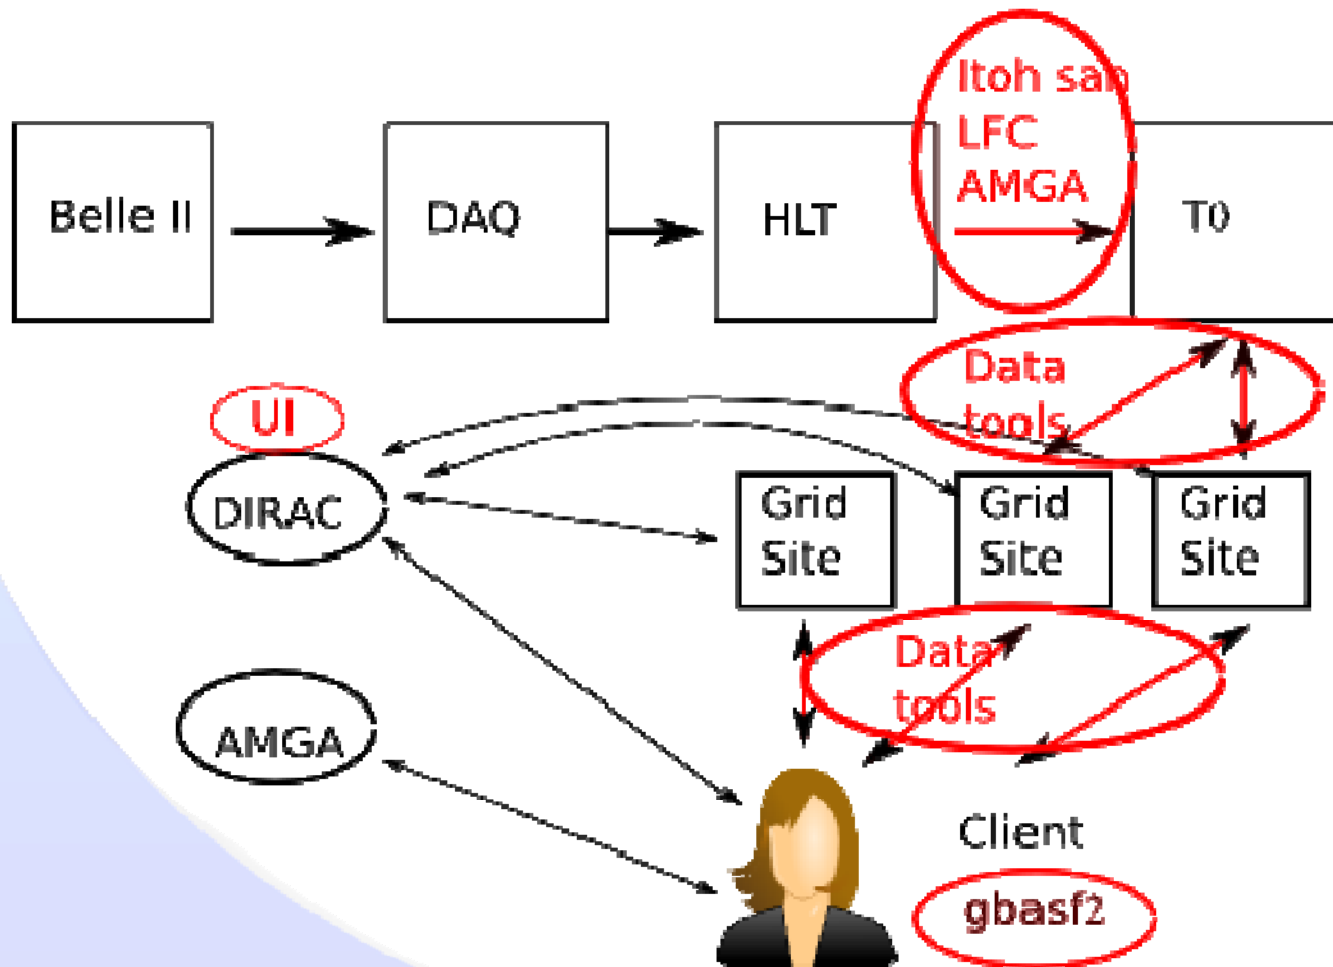 Itoh san
LFC
AMGA
Belle II
DAQ
HLT
T0
Data
tools
UI
DIRAC
Grid
Site
Grid
Site
Grid
Site
Data
tools
AMGA
Client
gbasf2